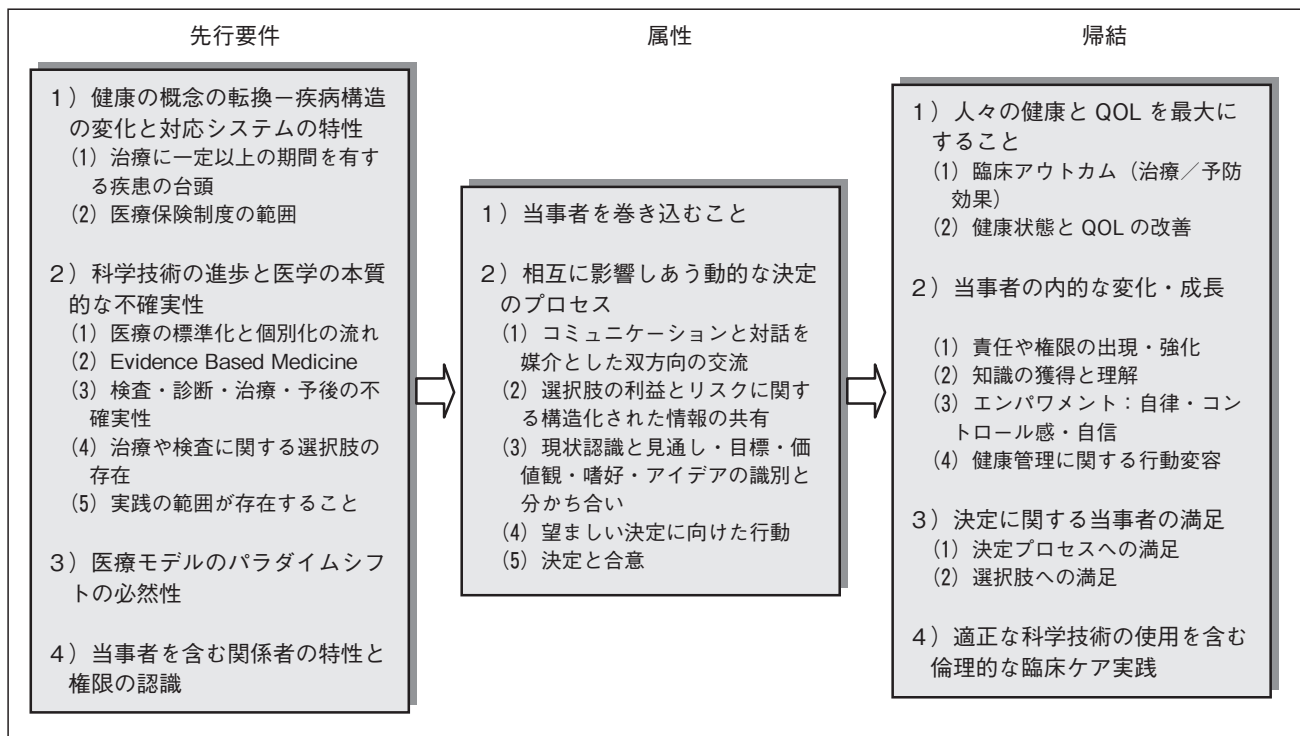 先行要件
1）健康の概念の転換－疾病構造
の変化と対応システムの特性
(1) 治療に一定以上の期間を有す
る疾患の台頭
(2) 医療保険制度の範囲
2）科学技術の進歩と医学の本質
的な不確実性
(1) 医療の標準化と個別化の流れ
(2) Evidence Based Medicine
(3) 検査・診断・治療・予後の不
確実性
(4) 治療や検査に関する選択肢の
存在
(5) 実践の範囲が存在すること
3）医療モデルのパラダイムシフ
トの必然性
4）当事者を含む関係者の特性と
権限の認識
属性
1）当事者を巻き込むこと
2）相互に影響しあう動的な決定
のプロセス
(1) コミュニケーションと対話を
媒介とした双方向の交流
(2) 選択肢の利益とリスクに関す
る構造化された情報の共有
(3) 現状認識と見通し・目標・価
値観・嗜好・アイデアの識別と
分かち合い
(4) 望ましい決定に向けた行動
(5) 決定と合意
帰結
1）人々の健康と QOL を最大に
すること
(1) 臨床アウトカム（治療／予防
効果）
(2) 健康状態と QOL の改善
2）当事者の内的な変化・成長
(1) 責任や権限の出現・強化
(2) 知識の獲得と理解
(3) エンパワメント：自律・コン
トロール感・自信
(4) 健康管理に関する行動変容
3）決定に関する当事者の満足
(1) 決定プロセスへの満足
(2) 選択肢への満足
4）適正な科学技術の使用を含む
倫理的な臨床ケア実践